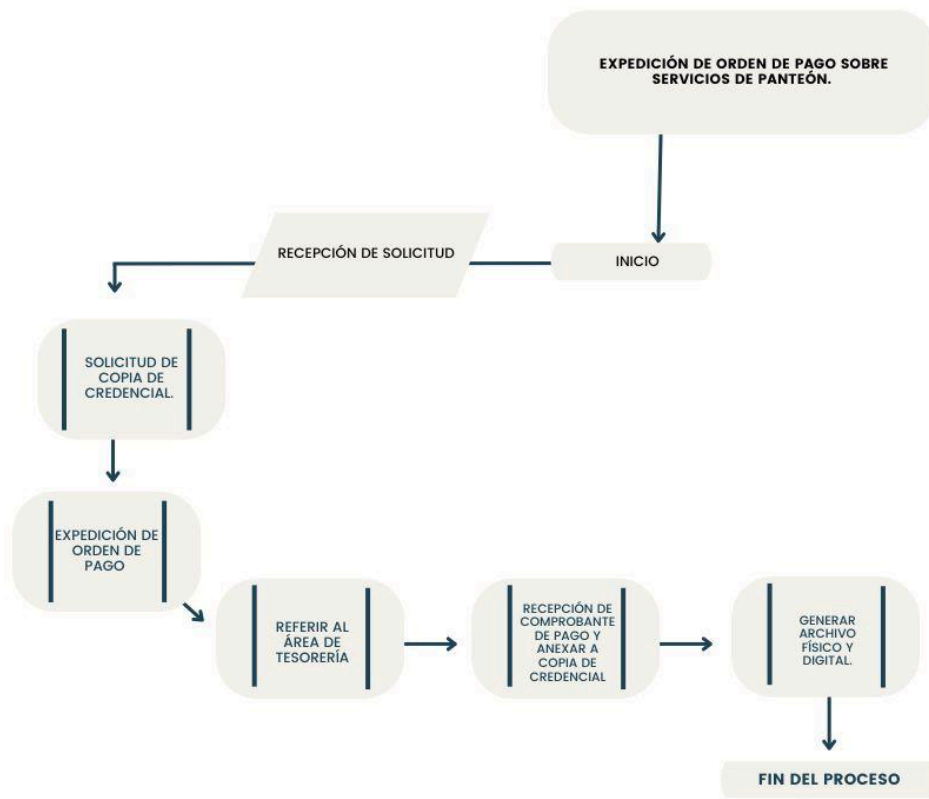 EXPEDICIÓN DE ORDEN DE PAGO SOBRE
SERVICIOS DE PANTEÓN.
INICIO
RECEPCIÓN DE SOLICITUD
SOLICITUD DE
COPIA DE
CREDENCIAL.
EXPEDICIÓN DE
ORDEN DE
PAGO
REFERIR AL
ÁREA DE
TESORERÍA
RECEPCIÓN DE
COMPROBANTE
DE PAGO Y
ANEXAR A
COPIA DE
CREDENCIAL
GENERAR
ARCHIVO
FÍSICO Y
DIGITAL.
FIN DEL PROCESO